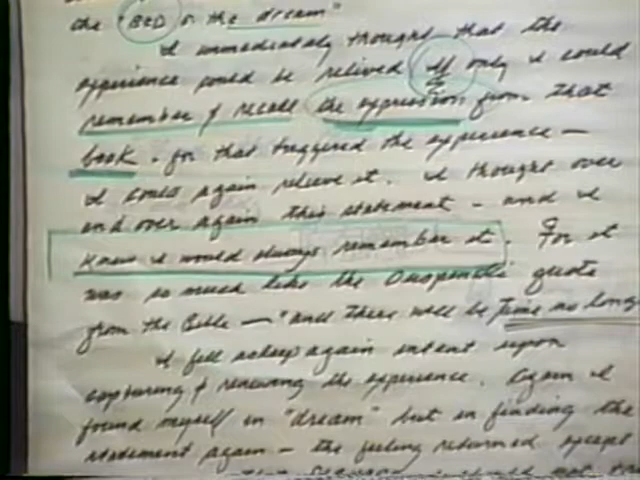 the "BED or the dream"
I immediately thought that the
experience could be relived if only I could
remember & recall the expression from that
book. For that triggered the experience —
I could again relive it. I thought over
and over again this statement - and I
knew I would always remember it. For it
was so much like the quote
from the Bible — "and there will be time no long
I fell asleep again intent upon
capturing & renewing the experience. Again I
found myself in "dream" but in finding the
statement again - the feeling returned except